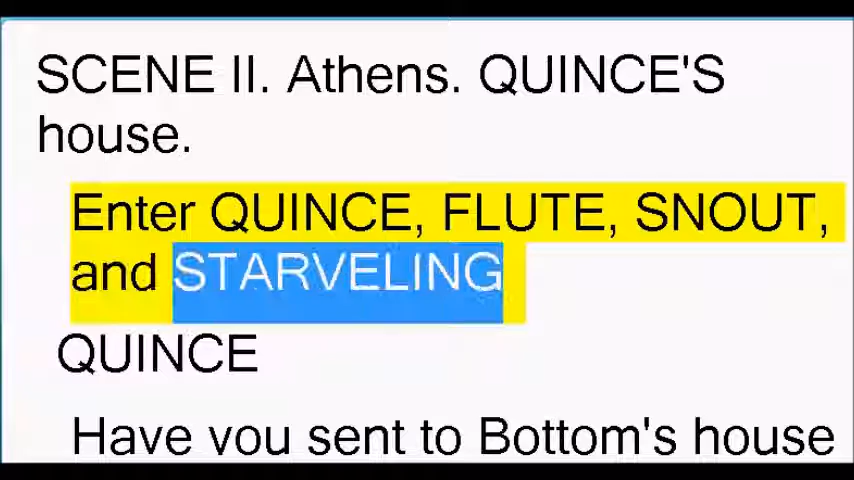 SCENE II. Athens. QUINCE'S
house.
Enter QUINCE, FLUTE, SNOUT,
and STARVELING
QUINCE
Have you sent to Bottom's house